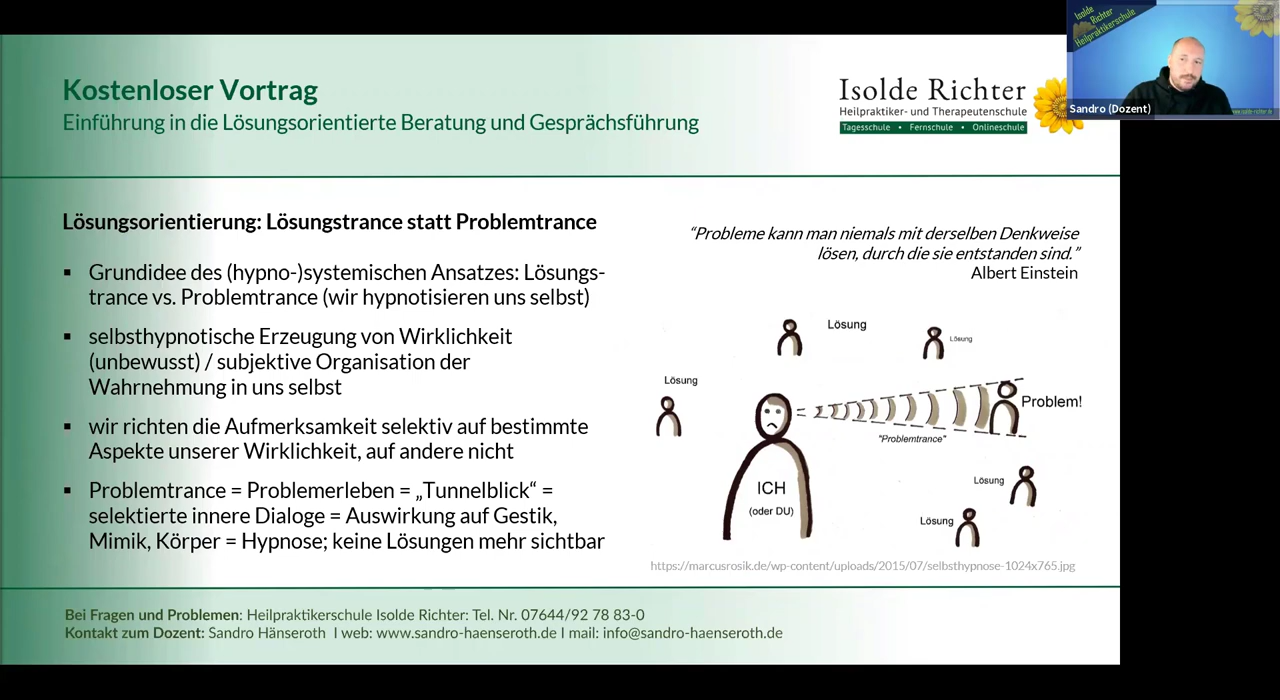 Kostenloser Vortrag
Einführung in die Lösungsorientierte Beratung und Gesprächsführung
Isolde Richter
Heilpraktiker- und Therapeutenschule
Tagesschule • Fernschule • Onlineschule
Isolde
Richter
Heilpraktikerschule
Sandro (Dozent)
www.isolde-richter.de
Lösungsorientierung: Lösungstrance statt Problemtrance
▪ Grundidee des (hypno-)systemischen Ansatzes: Lösungs-
trance vs. Problemtrance (wir hypnotisieren uns selbst)
▪ selbsthypnotische Erzeugung von Wirklichkeit
(unbewusst) / subjektive Organisation der
Wahrnehmung in uns selbst
▪ wir richten die Aufmerksamkeit selektiv auf bestimmte
Aspekte unserer Wirklichkeit, auf andere nicht
▪ Problemtrance = Problemerleben = „Tunnelblick“ =
selektierte innere Dialoge = Auswirkung auf Gestik,
Mimik, Körper = Hypnose; keine Lösungen mehr sichtbar
“Probleme kann man niemals mit derselben Denkweise
lösen, durch die sie entstanden sind.”
Albert Einstein
Lösung
Lösung
Lösung
Problem!
"Problemtrance"
Lösung
ICH
(oder DU)
Lösung
https://marcusrosik.de/wp-content/uploads/2015/07/selbsthypnose-1024x765.jpg
Bei Fragen und Problemen: Heilpraktikerschule Isolde Richter: Tel. Nr. 07644/92 78 83-0
Kontakt zum Dozent: Sandro Hänseroth I web: www.sandro-haenseroth.de I mail: info@sandro-haenseroth.de